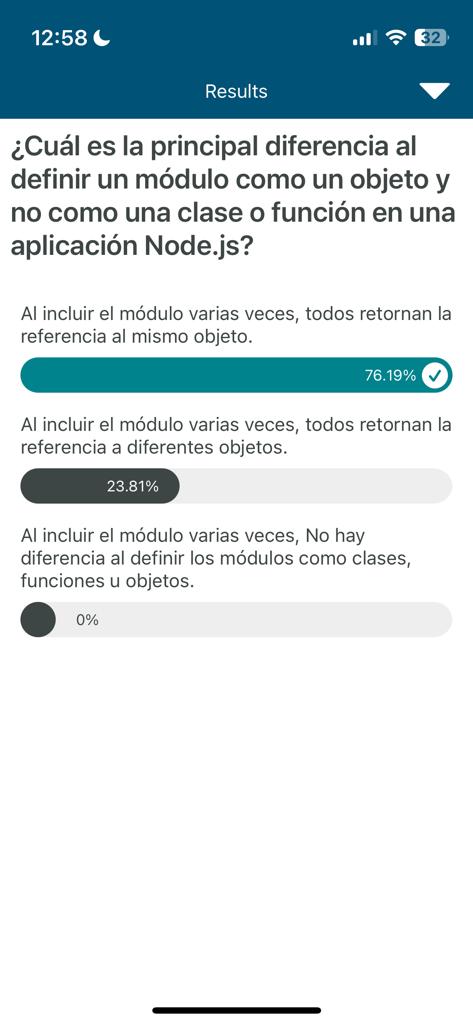 12:58
32
Results
¿Cuál es la principal diferencia al
definir un módulo como un objeto y
no como una clase o función en una
aplicación Node.js?
Al incluir el módulo varias veces, todos retornan la
referencia al mismo objeto.
76.19%
Al incluir el módulo varias veces, todos retornan la
referencia a diferentes objetos.
23.81%
Al incluir el módulo varias veces, No hay
diferencia al definir los módulos como clases,
funciones u objetos.
0%